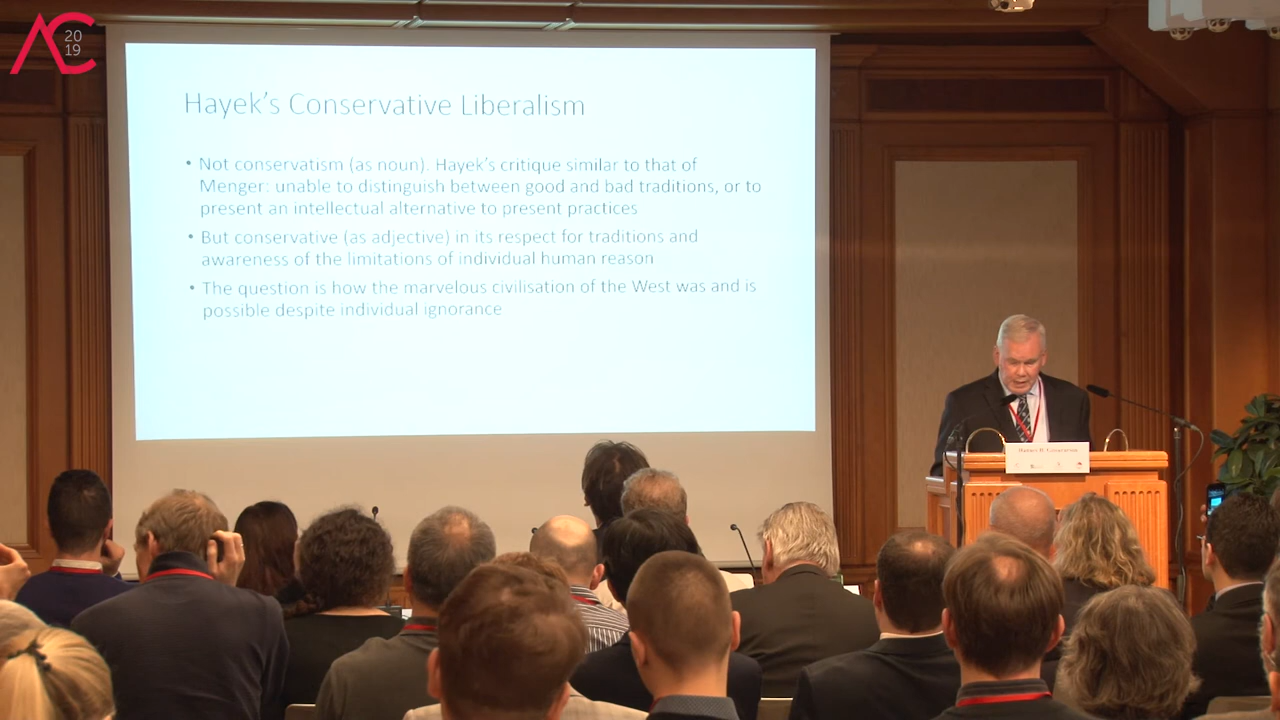 AC
20
19
Hayek's Conservative Liberalism
• Not conservatism (as noun). Hayek's critique similar to that of
Menger: unable to distinguish between good and bad traditions, or to
present an intellectual alternative to present practices
• But conservative (as adjective) in its respect for traditions and
awareness of the limitations of individual human reason
• The question is how the marvelous civilisation of the West was and is
possible despite individual ignorance